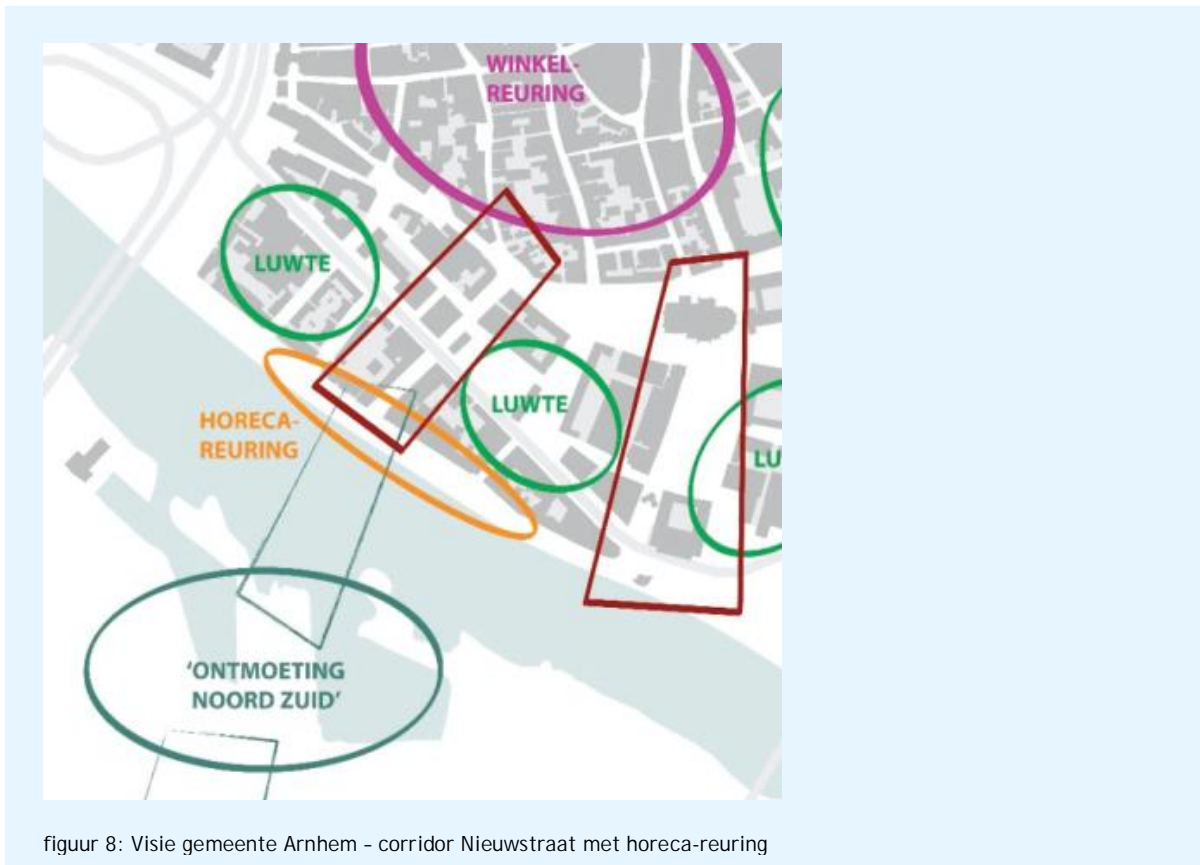 WINKEL-
REURING
LUWTE
LUWTE
HORECA-
REURING
LU
'ONTMOETING
NOORD ZUID'
figuur 8: Visie gemeente Arnhem – corridor Nieuwstraat met horeca-reuring